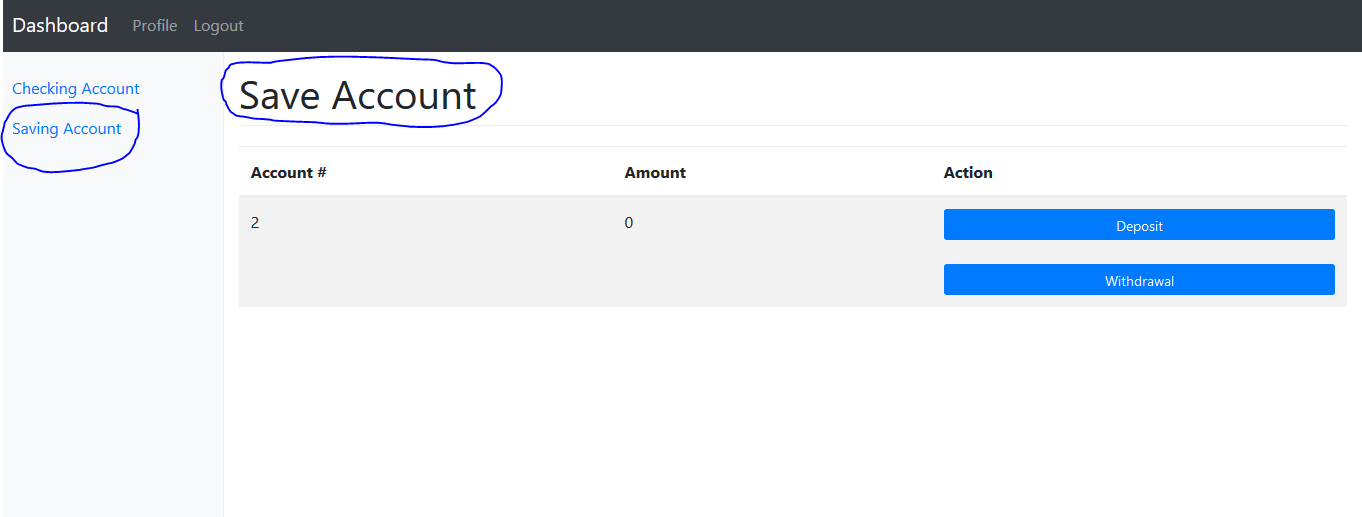 Dashboard Profile Logout
Checking Account
Saving Account
Save Account
Account # Amount Action
2 0 Deposit
Withdrawal